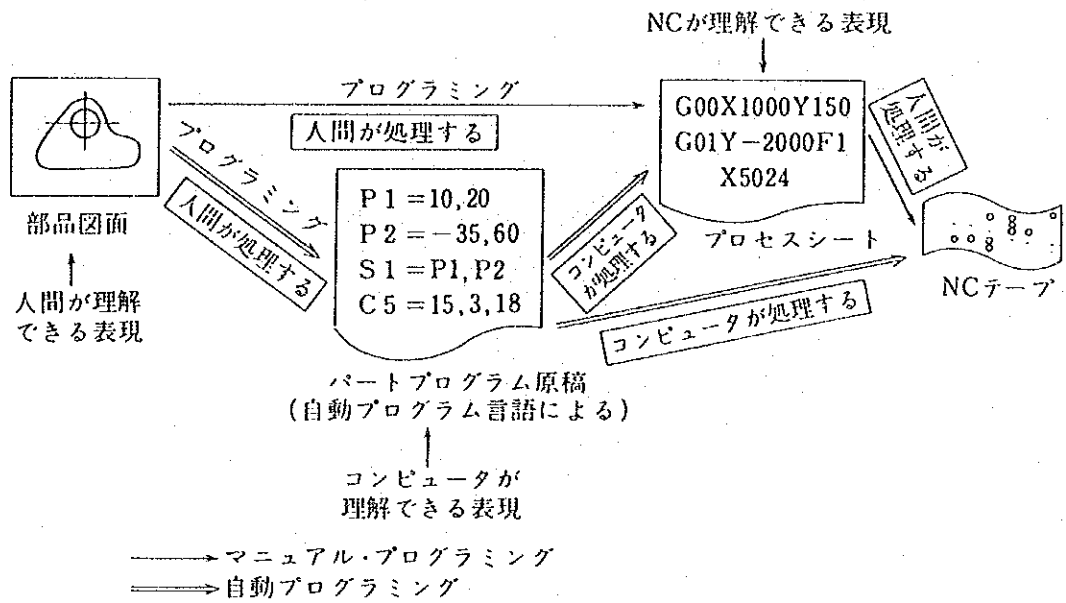 NCが理解できる表現
プログラミング
人間が処理する
G00X1000Y150
G01Y−2000F1
X5024
人間が
処理する
プログラミング
人間が処理する
部品図面
人間が理解
できる表現
P1=10,20
P2=−35,60
S1=P1,P2
C5=15,3,18
コンピュータ
が処理する
プロセスシート
NCテープ
コンピュータが処理する
パートプログラム原稿
(自動プログラム言語による)
コンピュータが
理解できる表現
マニュアル・プログラミング
自動プログラミング